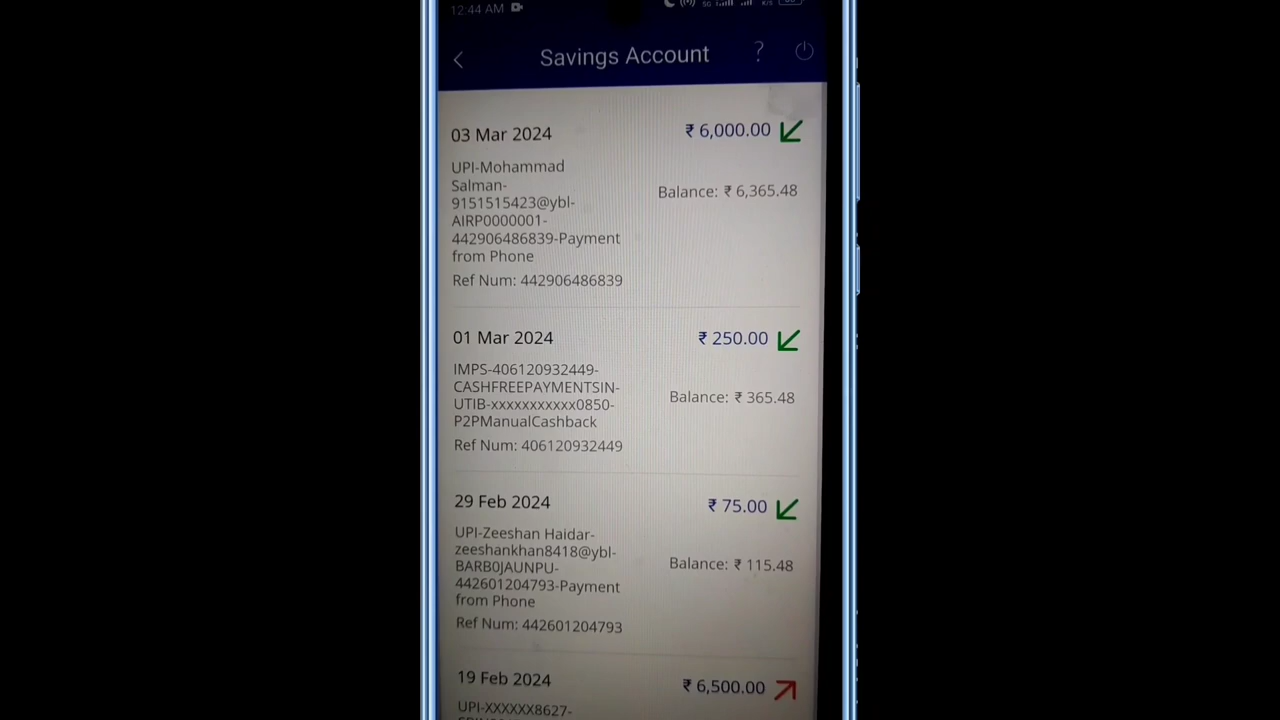 12:44 AM
Savings Account ?
03 Mar 2024
₹ 6,000.00
UPI-Mohammad
Salman-
9151515423@ybl-
AIRP0000001-
442906486839-Payment
from Phone
Balance: ₹ 6,365.48
Ref Num: 442906486839
01 Mar 2024
₹ 250.00
IMPS-406120932449-
CASHFREEPAYMENTSIN-
UTIB-xxxxxxxxxxx0850-
P2PManualCashback
Balance: ₹ 365.48
Ref Num: 406120932449
29 Feb 2024
₹ 75.00
UPI-Zeeshan Haidar-
zeeshankhan8418@ybl-
BARB0JAUNPU-
442601204793-Payment
from Phone
Balance: ₹ 115.48
Ref Num: 442601204793
19 Feb 2024
₹ 6,500.00
UPI-XXXXXX8627-